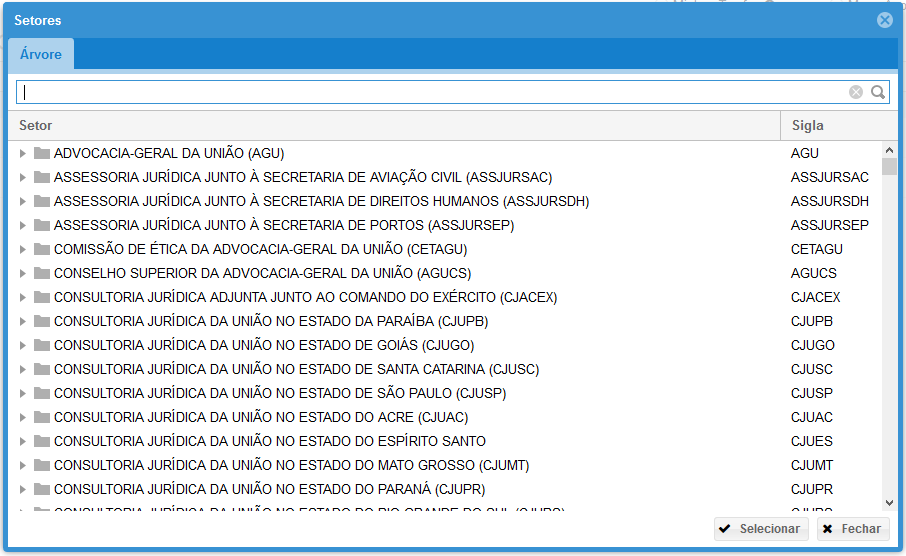 Setores
Árvore
Setor Sigla
ADVOCACIA-GERAL DA UNIÃO (AGU) AGU
ASSESSORIA JURÍDICA JUNTO À SECRETARIA DE AVIAÇÃO CIVIL (ASSJURSAC) ASSJURSAC
ASSESSORIA JURÍDICA JUNTO À SECRETARIA DE DIREITOS HUMANOS (ASSJURSDH) ASSJURSDH
ASSESSORIA JURÍDICA JUNTO À SECRETARIA DE PORTOS (ASSJURSEP) ASSJURSEP
COMISSÃO DE ÉTICA DA ADVOCACIA-GERAL DA UNIÃO (CETAGU) CETAGU
CONSELHO SUPERIOR DA ADVOCACIA-GERAL DA UNIÃO (AGUCS) AGUCS
CONSULTORIA JURÍDICA ADJUNTA JUNTO AO COMANDO DO EXÉRCITO (CJACEX) CJACEX
CONSULTORIA JURÍDICA DA UNIÃO NO ESTADO DA PARAÍBA (CJUPB) CJUPB
CONSULTORIA JURÍDICA DA UNIÃO NO ESTADO DE GOIÁS (CJUGO) CJUGO
CONSULTORIA JURÍDICA DA UNIÃO NO ESTADO DE SANTA CATARINA (CJUSC) CJUSC
CONSULTORIA JURÍDICA DA UNIÃO NO ESTADO DE SÃO PAULO (CJUSP) CJUSP
CONSULTORIA JURÍDICA DA UNIÃO NO ESTADO DO ACRE (CJUAC) CJUAC
CONSULTORIA JURÍDICA DA UNIÃO NO ESTADO DO ESPÍRITO SANTO CJUES
CONSULTORIA JURÍDICA DA UNIÃO NO ESTADO DO MATO GROSSO (CJUMT) CJUMT
CONSULTORIA JURÍDICA DA UNIÃO NO ESTADO DO PARANÁ (CJUPR) CJUPR
CONSULTORIA JURÍDICA DA UNIÃO NO ESTADO DO RIO GRANDE DO SUL (CJURS) CJURS
Selecionar Fechar